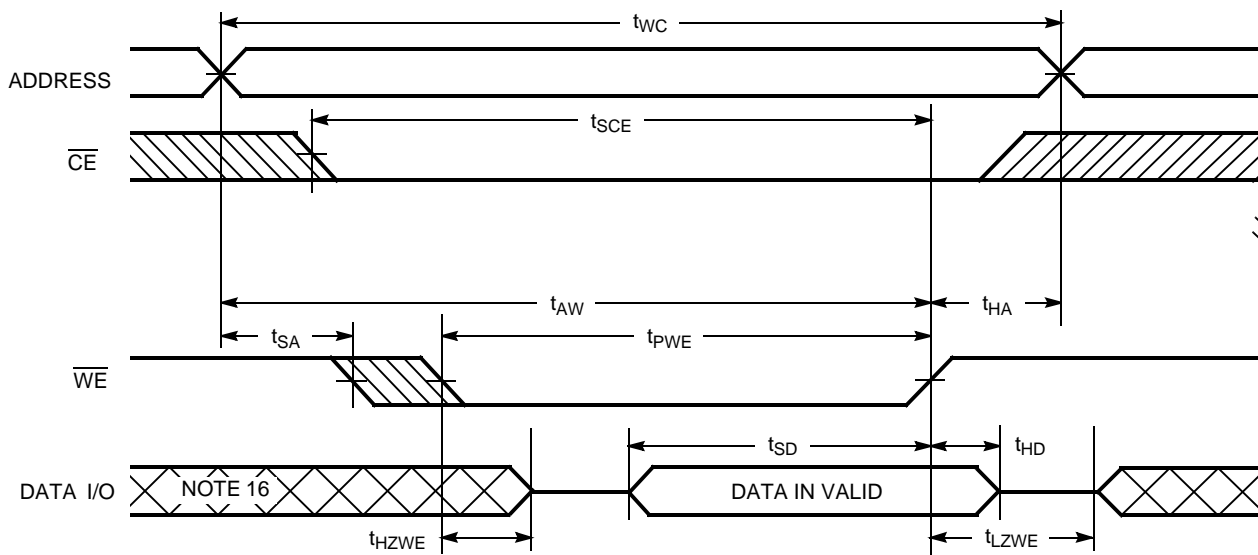 tWC
ADDRESS
tSCE
CE
tAW
tHA
tSA
tPWE
WE
tSD
tHD
DATA I/O
NOTE 16
DATA IN VALID
tHZWE
tLZWE